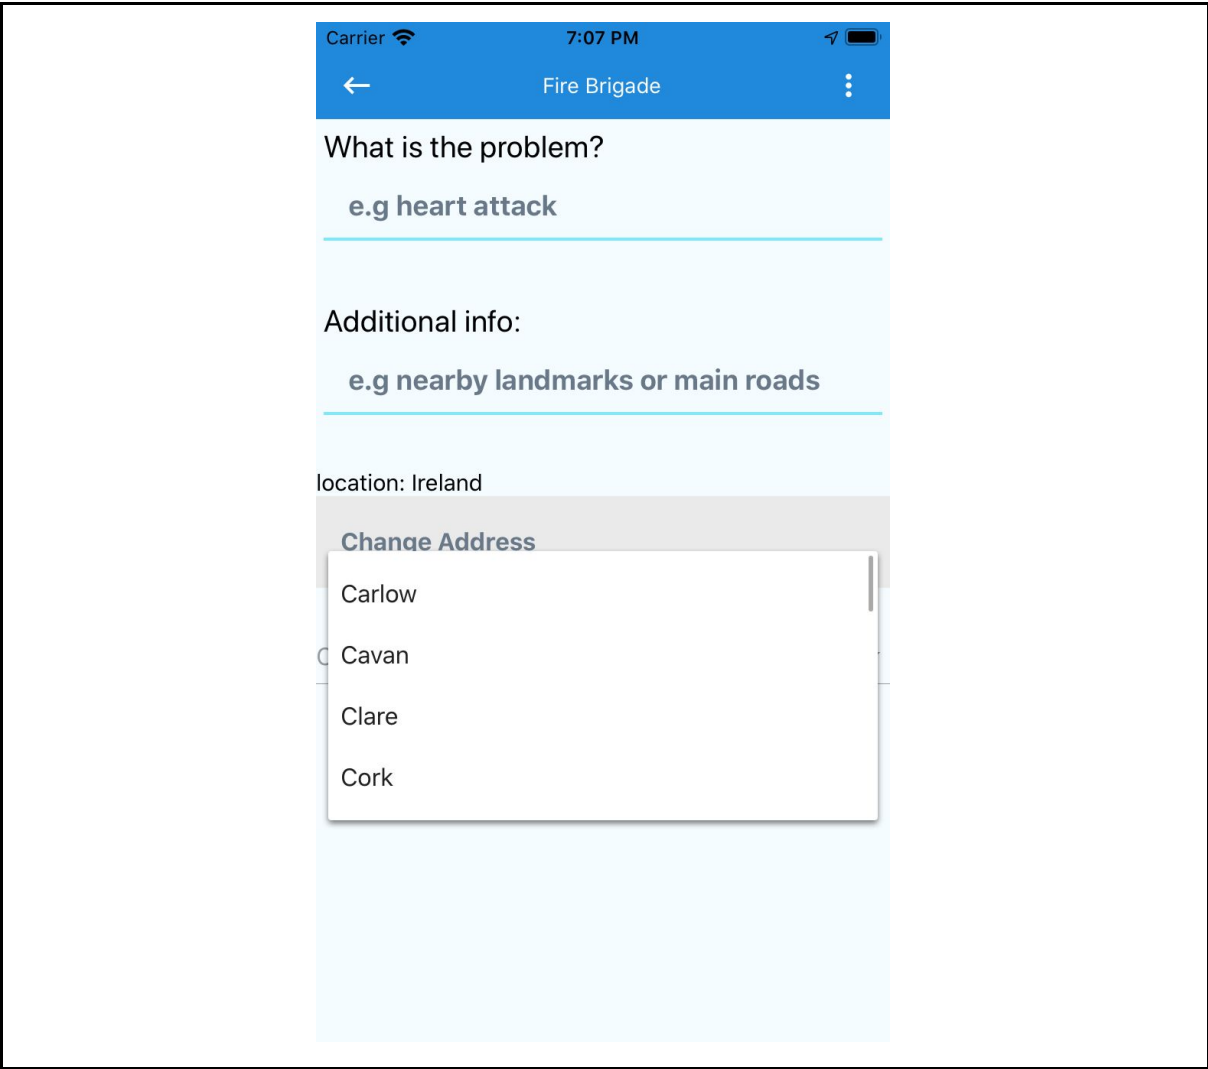 Carrier 7:07 PM
Fire Brigade
What is the problem?
e.g heart attack
Additional info:
e.g nearby landmarks or main roads
location: Ireland
Change Address
Carlow
Cavan
Clare
Cork